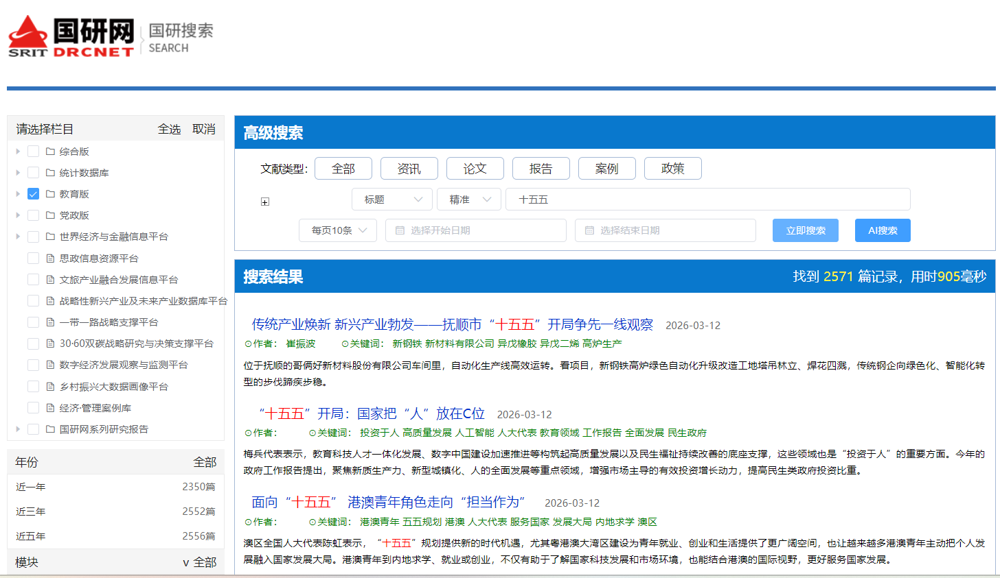 国研网 国研搜索
SRIT DRCNET SEARCH
请选择栏目 全选 取消
综合版
统计数据库
教育版
党政版
世界经济与金融信息平台
思政信息资源平台
文旅产业融合发展信息平台
战略性新兴产业及未来产业数据库平台
一带一路战略支撑平台
30·60双碳战略研究与决策支撑平台
数字经济发展观察与监测平台
乡村振兴大数据画像平台
经济·管理案例库
国研网系列研究报告
年份 全部
近一年 2350篇
近三年 2552篇
近五年 2556篇
模块 v 全部
高级搜索
文献类型： 全部 资讯 论文 报告 案例 政策
标题 精准 十五五
每页10条 选择开始日期 选择结束日期 立即搜索 AI搜索
搜索结果 找到 2571 篇记录，用时905毫秒
传统产业焕新 新兴产业勃发——抚顺市“十五五”开局争先一线观察 2026-03-12
⊙作者： 崔振波 ⊙关键词： 新钢铁 新材料有限公司 异戊橡胶 异戊二烯 高炉生产
位于抚顺的哥俩好新材料股份有限公司车间里，自动化生产线高效运转。看项目，新钢铁高炉绿色自动化升级改造工地塔吊林立、焊花四溅，传统钢企向绿色化、智能化转
型的步伐蹄疾步稳。
“十五五”开局：国家把“人”放在C位 2026-03-12
⊙作者： ⊙关键词： 投资于人 高质量发展 人工智能 人大代表 教育领域 工作报告 全面发展 民生政府
梅兵代表表示，教育科技人才一体化发展、数字中国建设加速推进等构筑起高质量发展以及民生福祉持续改善的底座支撑，这些领域也是“投资于人”的重要方面。今年的
政府工作报告提出，聚焦新质生产力、新型城镇化、人的全面发展等重点领域，增强市场主导的有效投资增长动力，提高民生类政府投资比重。
面向“十五五” 港澳青年角色走向“担当作为” 2026-03-12
⊙作者： ⊙关键词： 港澳青年 五五规划 港澳 人大代表 服务国家 发展大局 内地求学 澳区
澳区全国人大代表陈虹表示，“十五五”规划提供新的时代机遇，尤其粤港澳大湾区建设为青年就业、创业和生活提供了更广阔空间，也让越来越多港澳青年主动把个人发
展融入国家发展大局。港澳青年到内地求学、就业或创业，不仅有助于了解国家科技发展和市场环境，也能结合港澳的国际视野，更好服务国家发展。